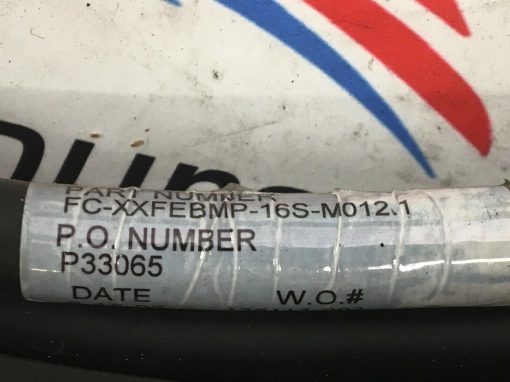 PART NUMBER
FC-XXFEBMP-16S-M012.1
P.O. NUMBER
P33065
DATE W.O.#